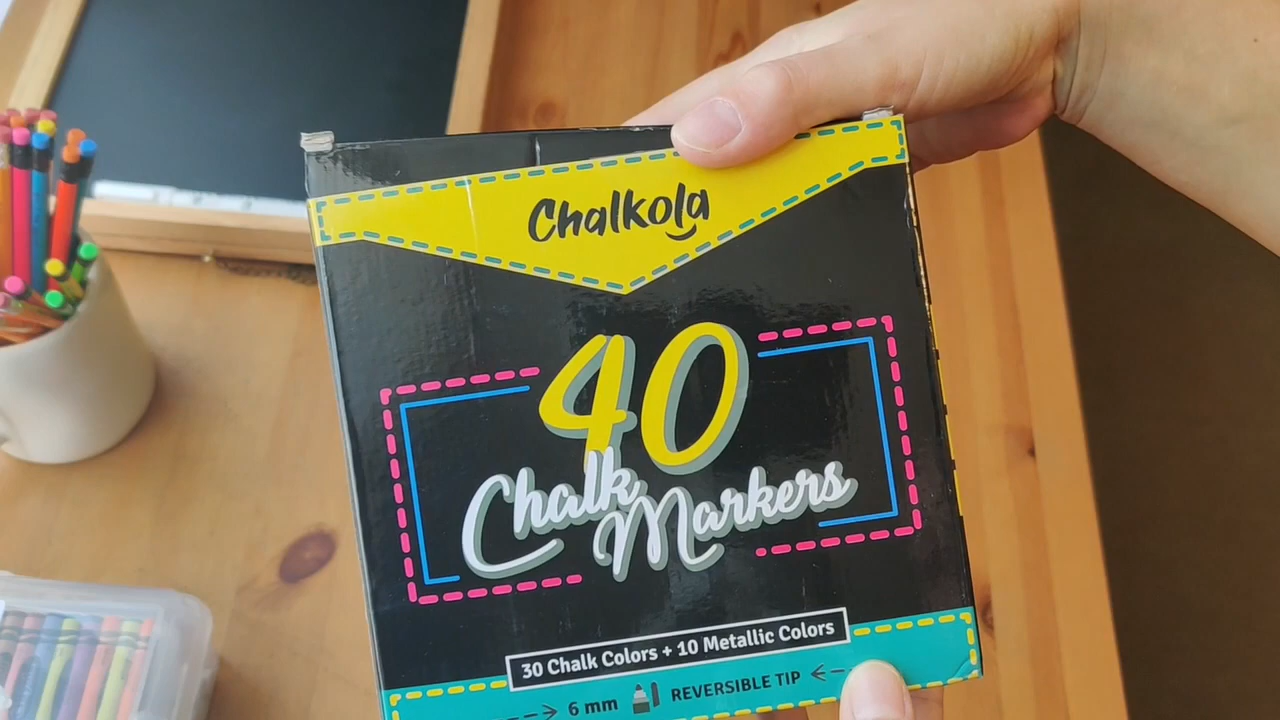 Chalkola
40
Chalk
Markers
30 Chalk Colors + 10 Metallic Colors
6 mm REVERSIBLE TIP